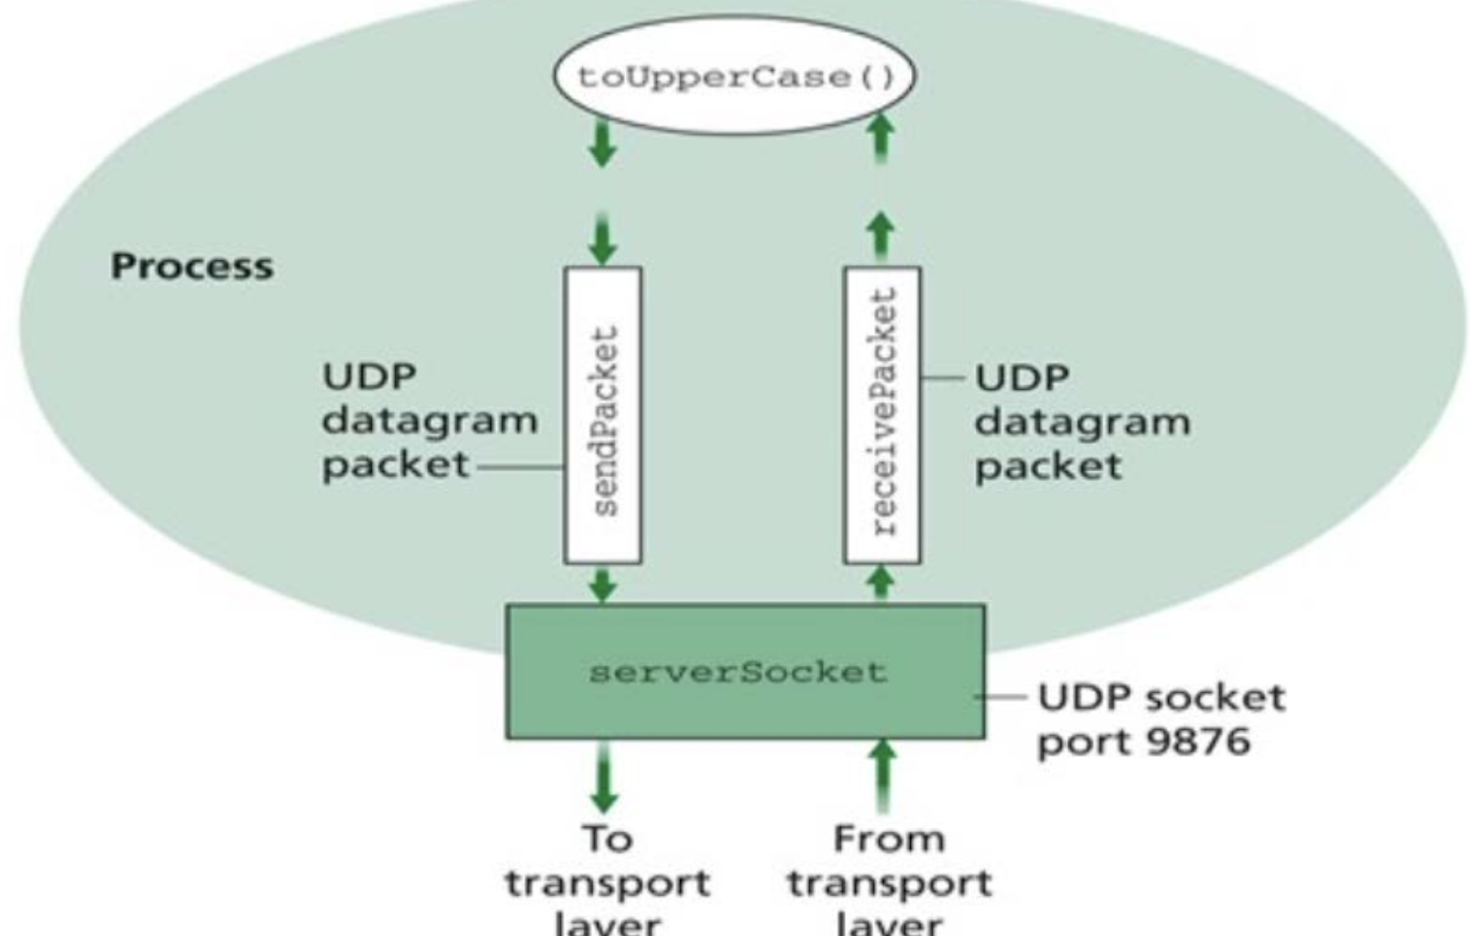 toUpperCase()
Process
UDP
datagram
packet
sendPacket
receivePacket
UDP
datagram
packet
serverSocket
UDP socket
port 9876
To
transport
layer
From
transport
layer